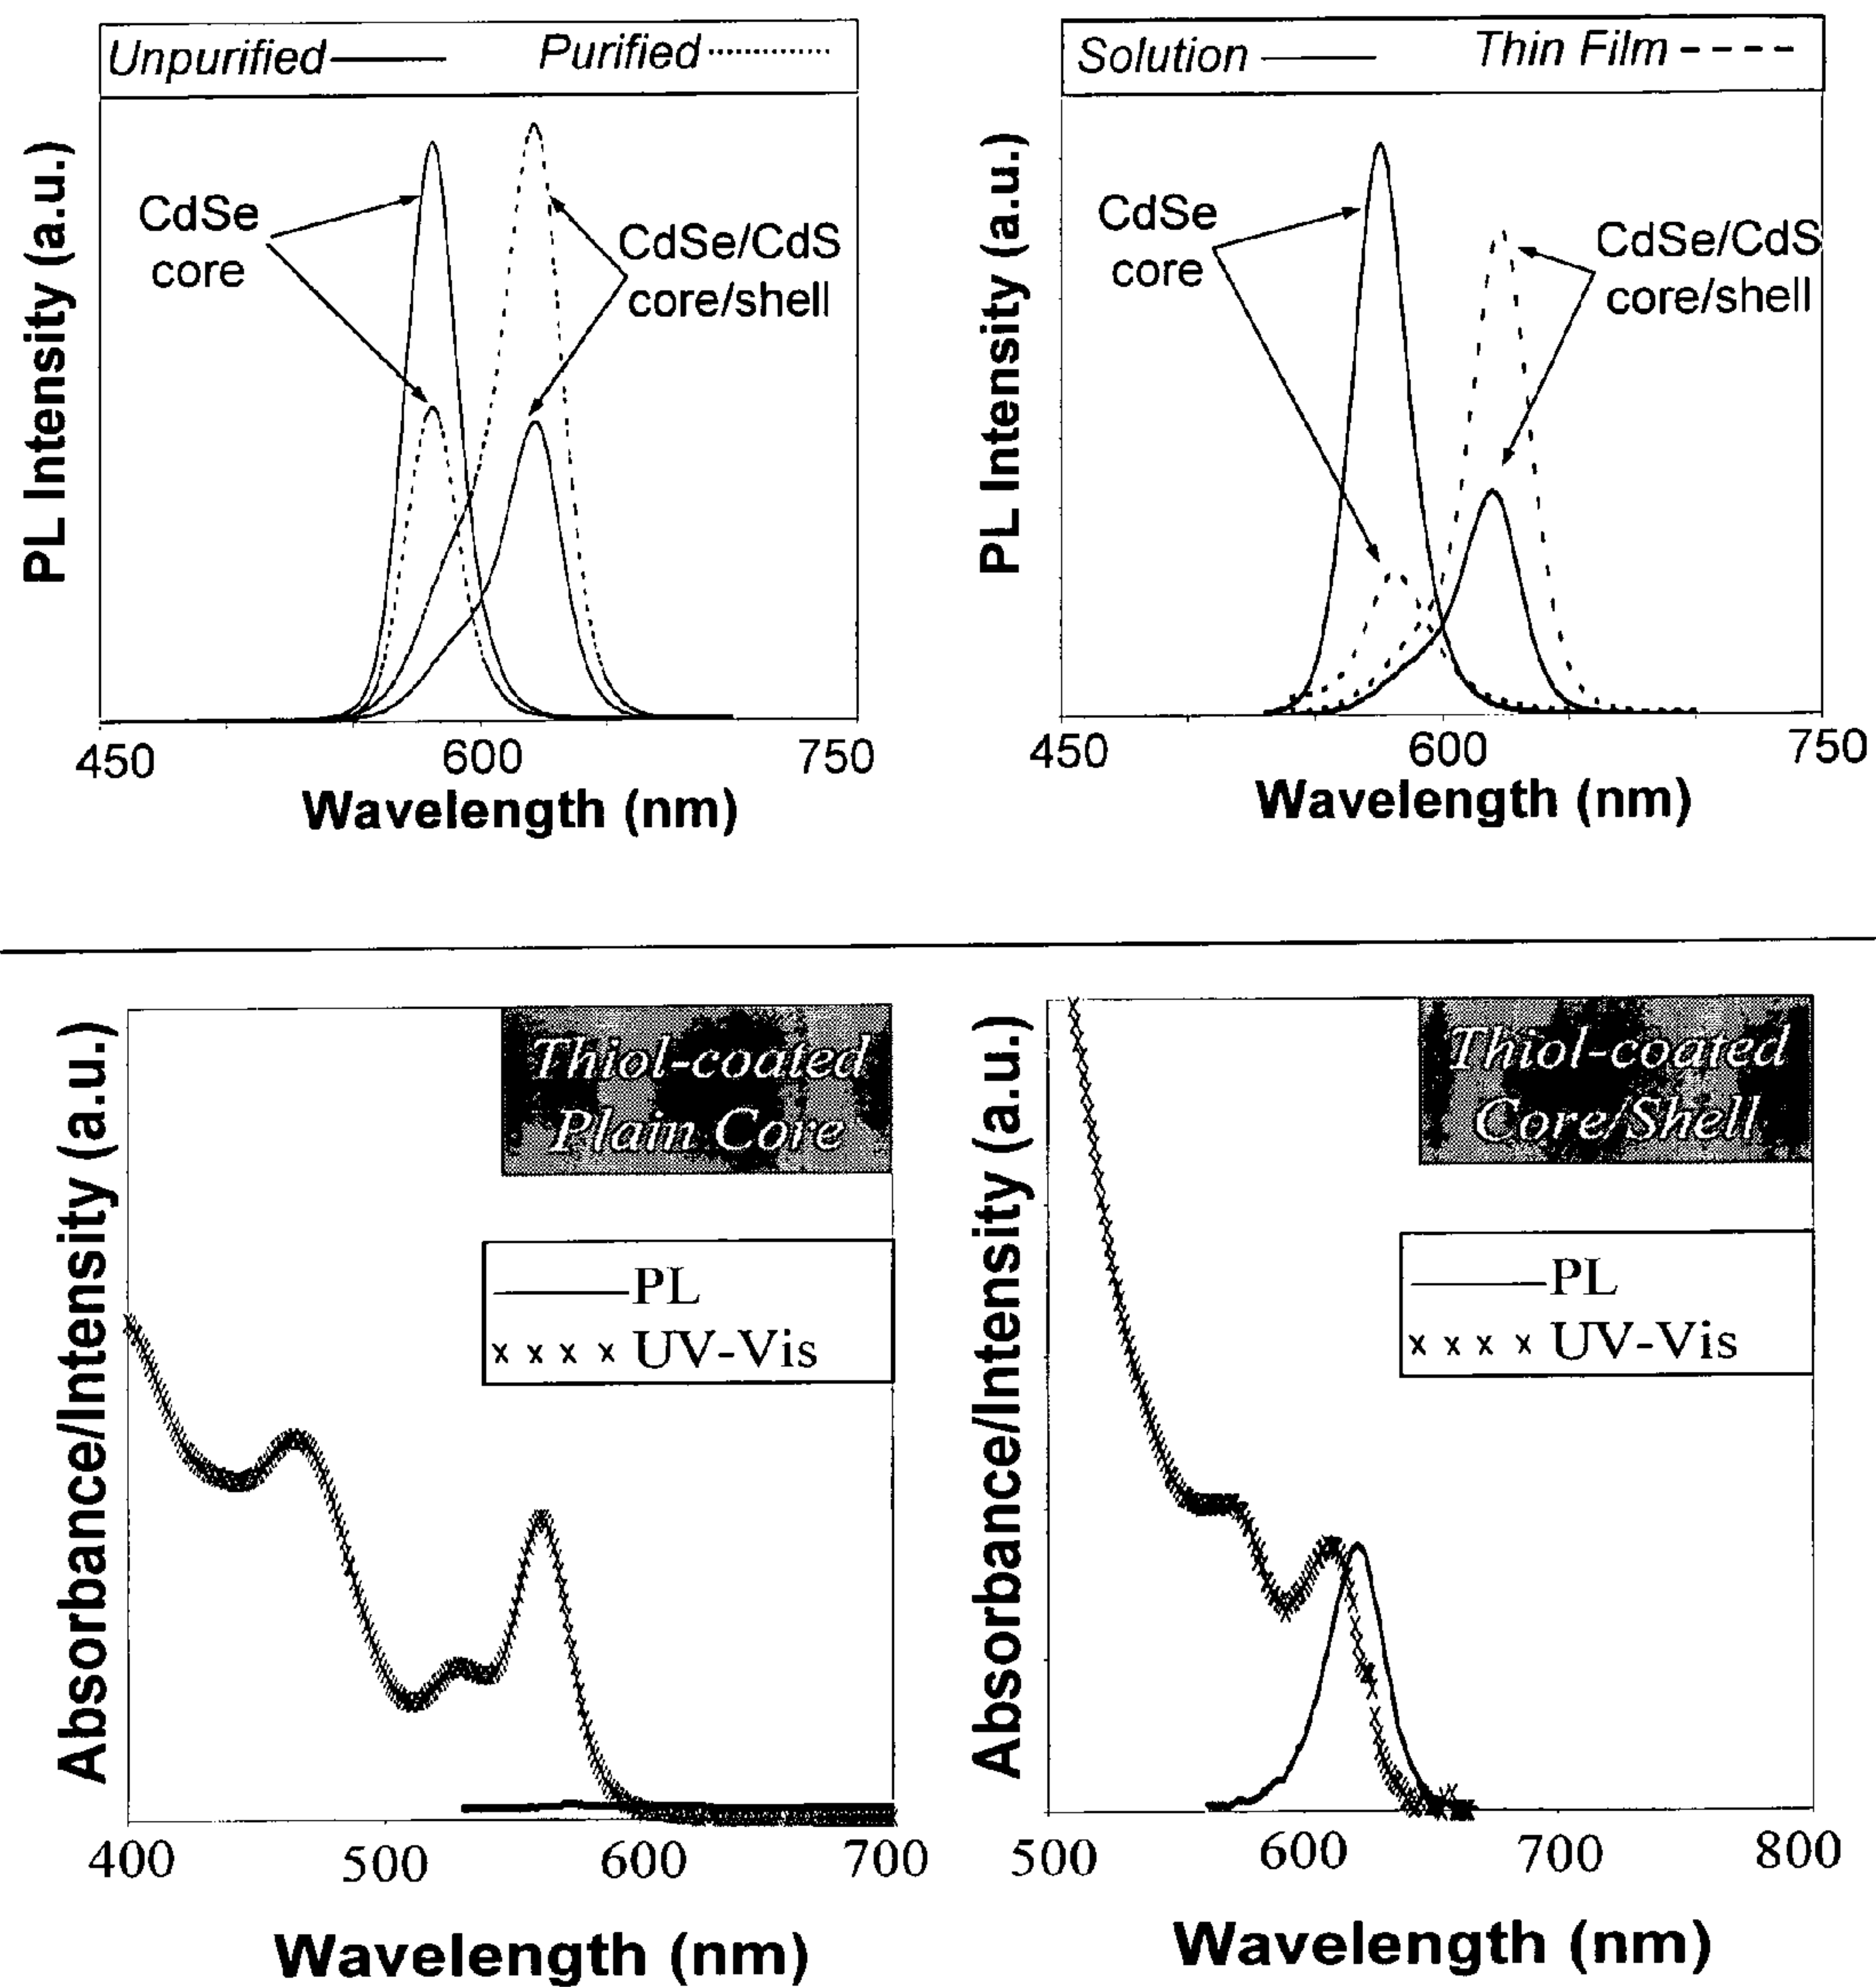 Unpurified Purified
PL Intensity (a.u.)
CdSe
core
CdSe/CdS
core/shell
450 600 750
Wavelength (nm)
Solution Thin Film
PL Intensity (a.u.)
CdSe
core
CdSe/CdS
core/shell
450 600 750
Wavelength (nm)
Absorbance/Intensity (a.u.)
Thiol-coated
Plain Core
PL
x x x x UV-Vis
400 500 600 700
Wavelength (nm)
Absorbance/Intensity (a.u.)
Thiol-coated
Core/Shell
PL
x x x x UV-Vis
500 600 700 800
Wavelength (nm)